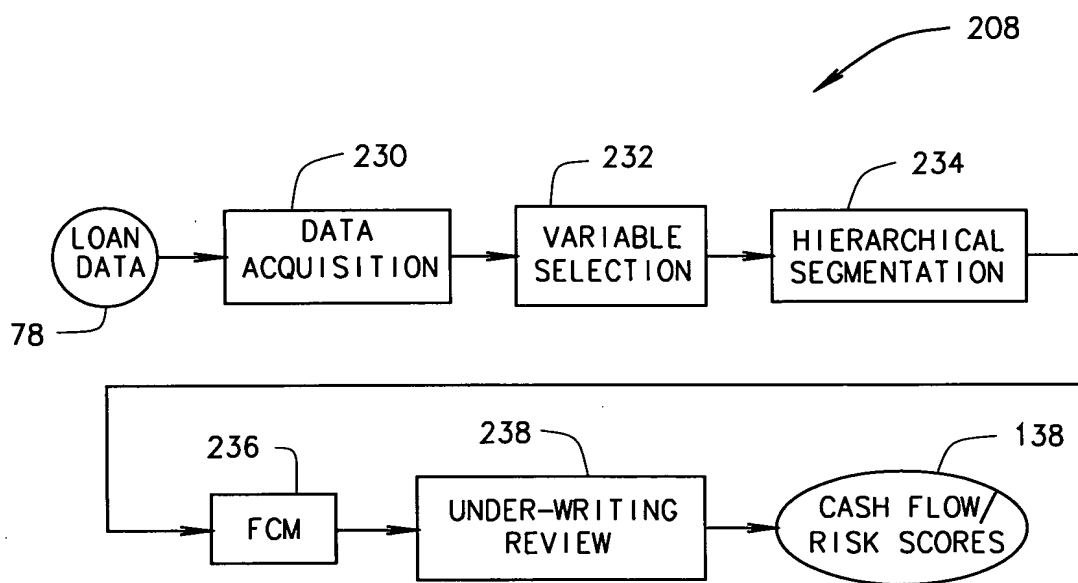 208
230
232
234
LOAN
DATA
DATA
ACQUISITION
VARIABLE
SELECTION
HIERARCHICAL
SEGMENTATION
78
236
238
138
FCM
UNDER-WRITING
REVIEW
CASH FLOW/
RISK SCORES